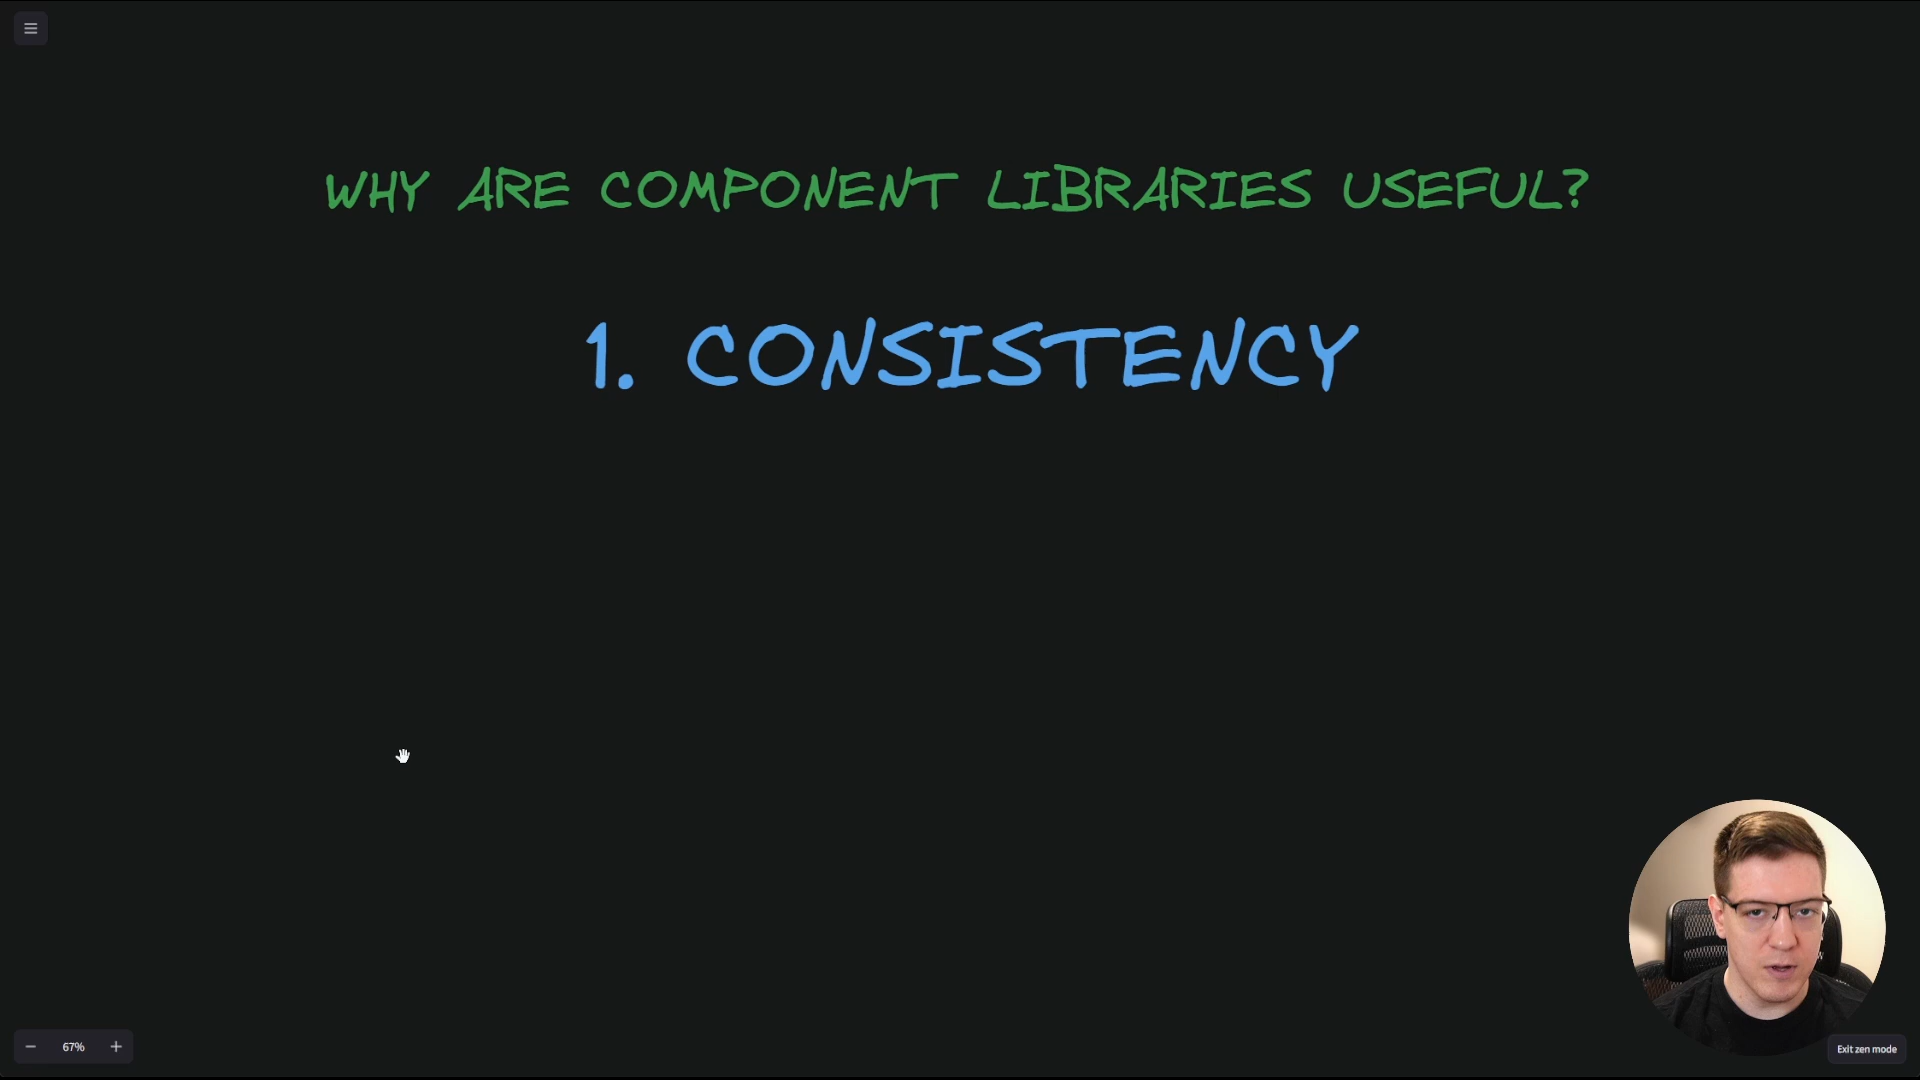 WHY ARE COMPONENT LIBRARIES USEFUL?
1. CONSISTENCY
67%
Exit zen mode